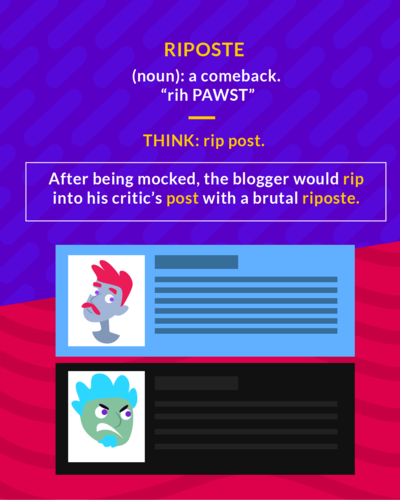 RIPOSTE
(noun): a comeback.
“rih PAWST”
THINK: rip post.
After being mocked, the blogger would rip
into his critic’s post with a brutal riposte.